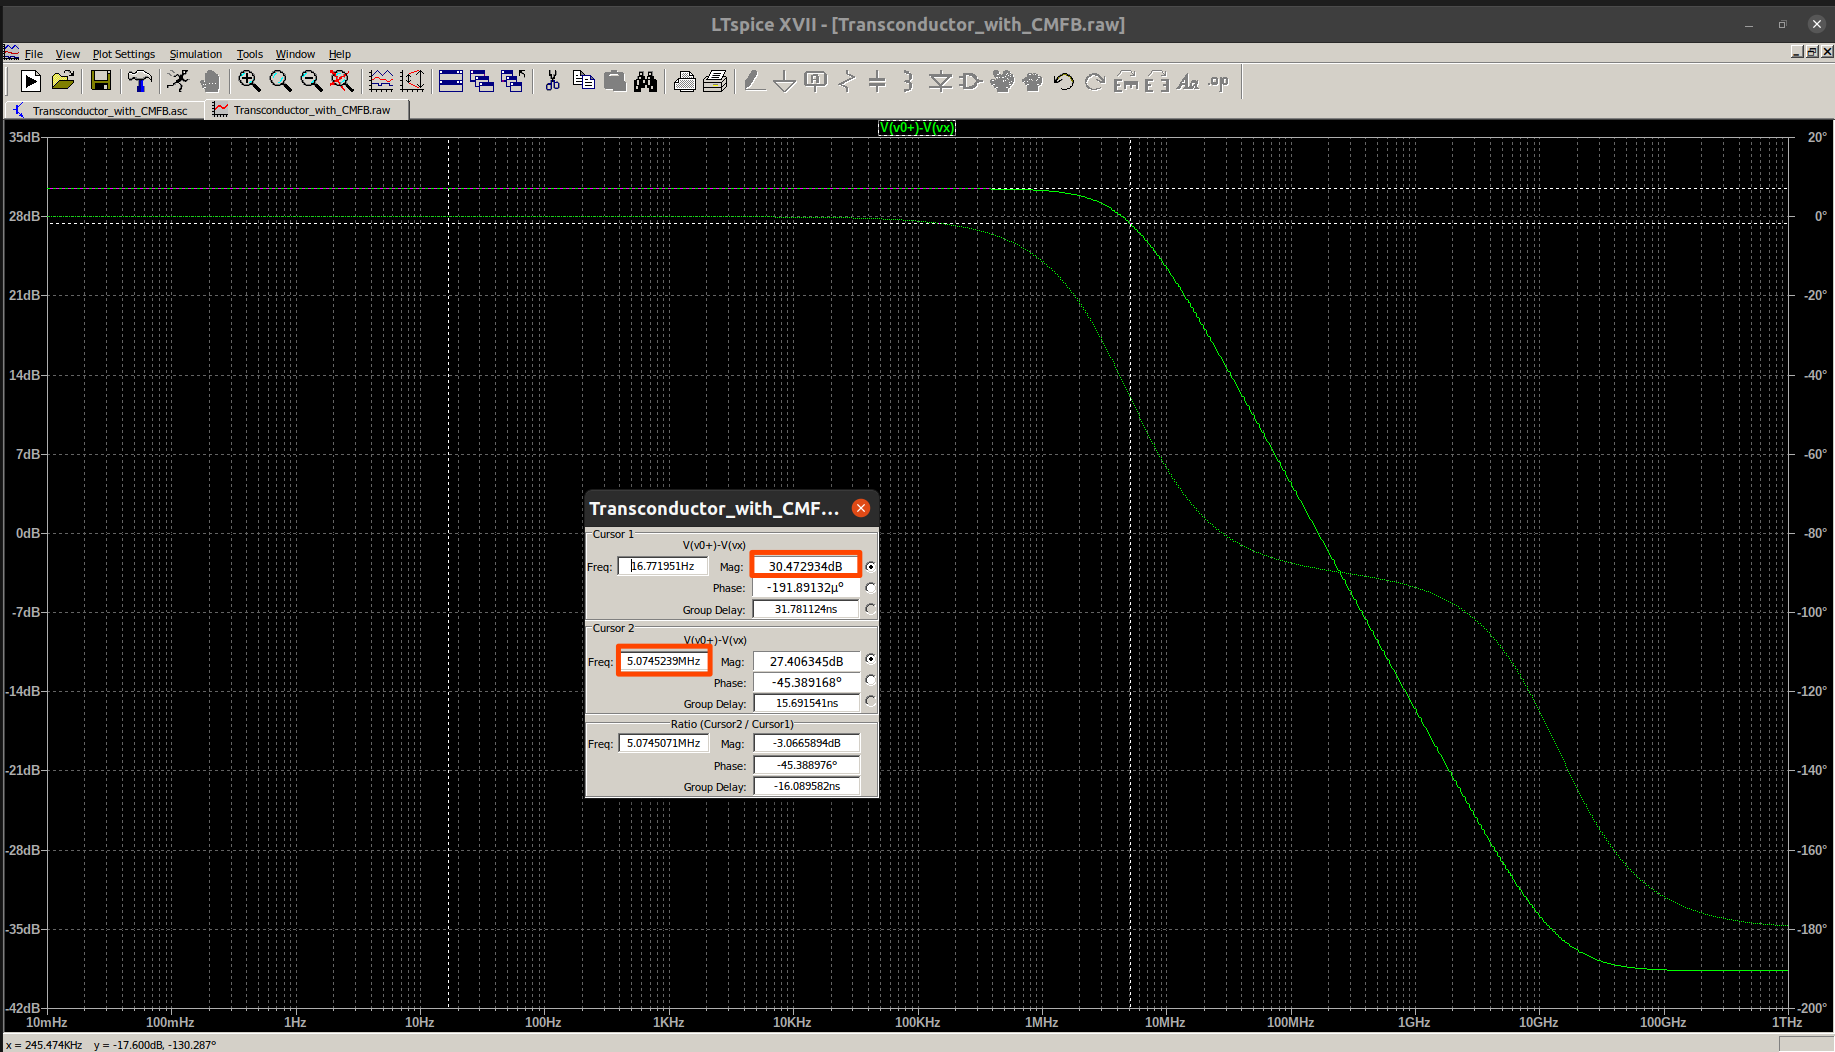 LTspice XVII - [Transconductor_with_CMFB.raw]
File View Plot Settings Simulation Tools Window Help
Transconductor_with_CMFB.asc Transconductor_with_CMFB.raw
V(v0+)-V(vx)
35dB 20°
28dB 0°
21dB -20°
14dB -40°
7dB -60°
0dB -80°
-7dB -100°
-14dB -120°
-21dB -140°
-28dB -160°
-35dB -180°
-42dB -200°
10mHz 100mHz 1Hz 10Hz 100Hz 1KHz 10KHz 100KHz 1MHz 10MHz 100MHz 1GHz 10GHz 100GHz 1THz
Transconductor_with_CMF...
Cursor 1
V(v0+)-V(vx)
Freq: 16.771951Hz Mag: 30.472934dB
Phase: -191.89132µ°
Group Delay: 31.781124ns
Cursor 2
V(v0+)-V(vx)
Freq: 5.0745239MHz Mag: 27.406345dB
Phase: -45.389168°
Group Delay: 15.691541ns
Ratio (Cursor2 / Cursor1)
Freq: 5.0745071MHz Mag: -3.0665894dB
Phase: -45.388976°
Group Delay: -16.089582ns
x = 245.474KHz y = -17.600dB, -130.287°